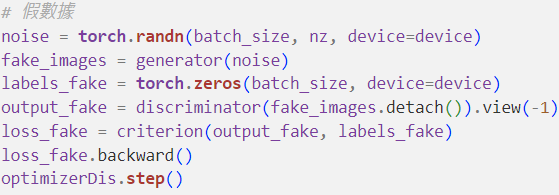 # 假數據
noise = torch.randn(batch_size, nz, device=device)
fake_images = generator(noise)
labels_fake = torch.zeros(batch_size, device=device)
output_fake = discriminator(fake_images.detach()).view(-1)
loss_fake = criterion(output_fake, labels_fake)
loss_fake.backward()
optimizerDis.step()